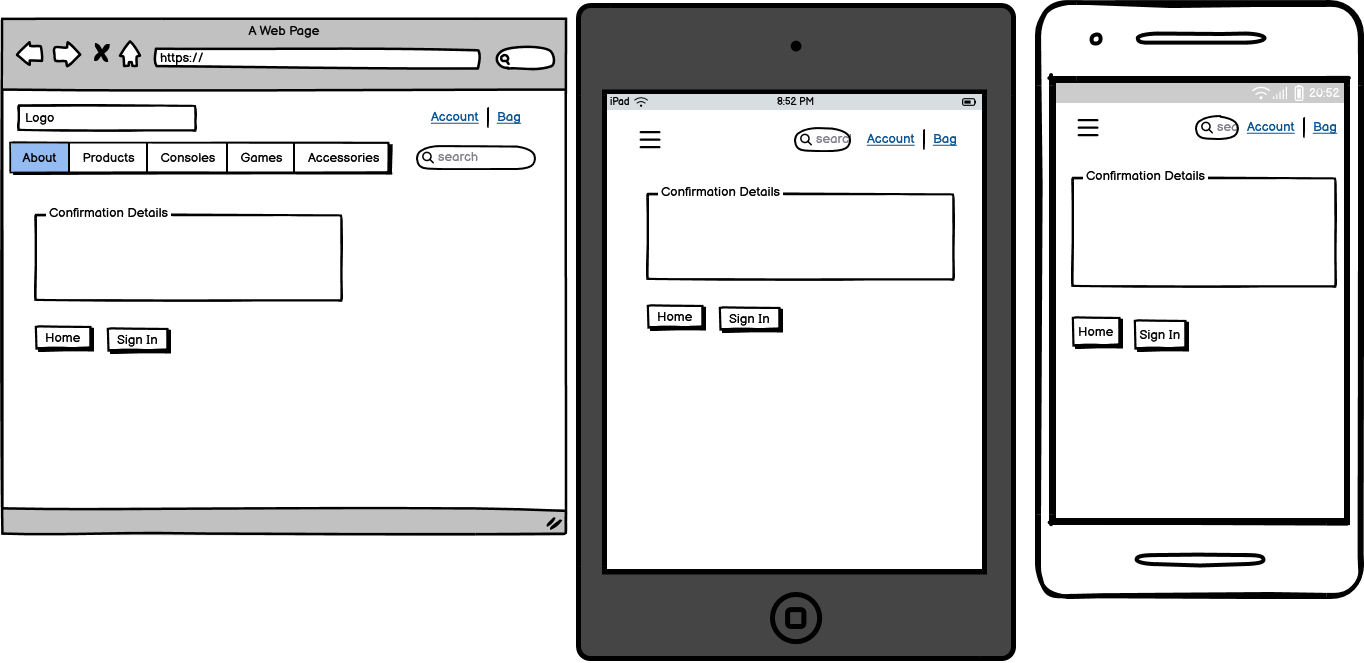 A Web Page
https://
Logo
Account
Bag
About
Products
Consoles
Games
Accessories
search
Confirmation Details
Home
Sign In
iPad
8:52 PM
searc
Account
Bag
Confirmation Details
Home
Sign In
20:52
sea
Account
Bag
Confirmation Details
Home
Sign In